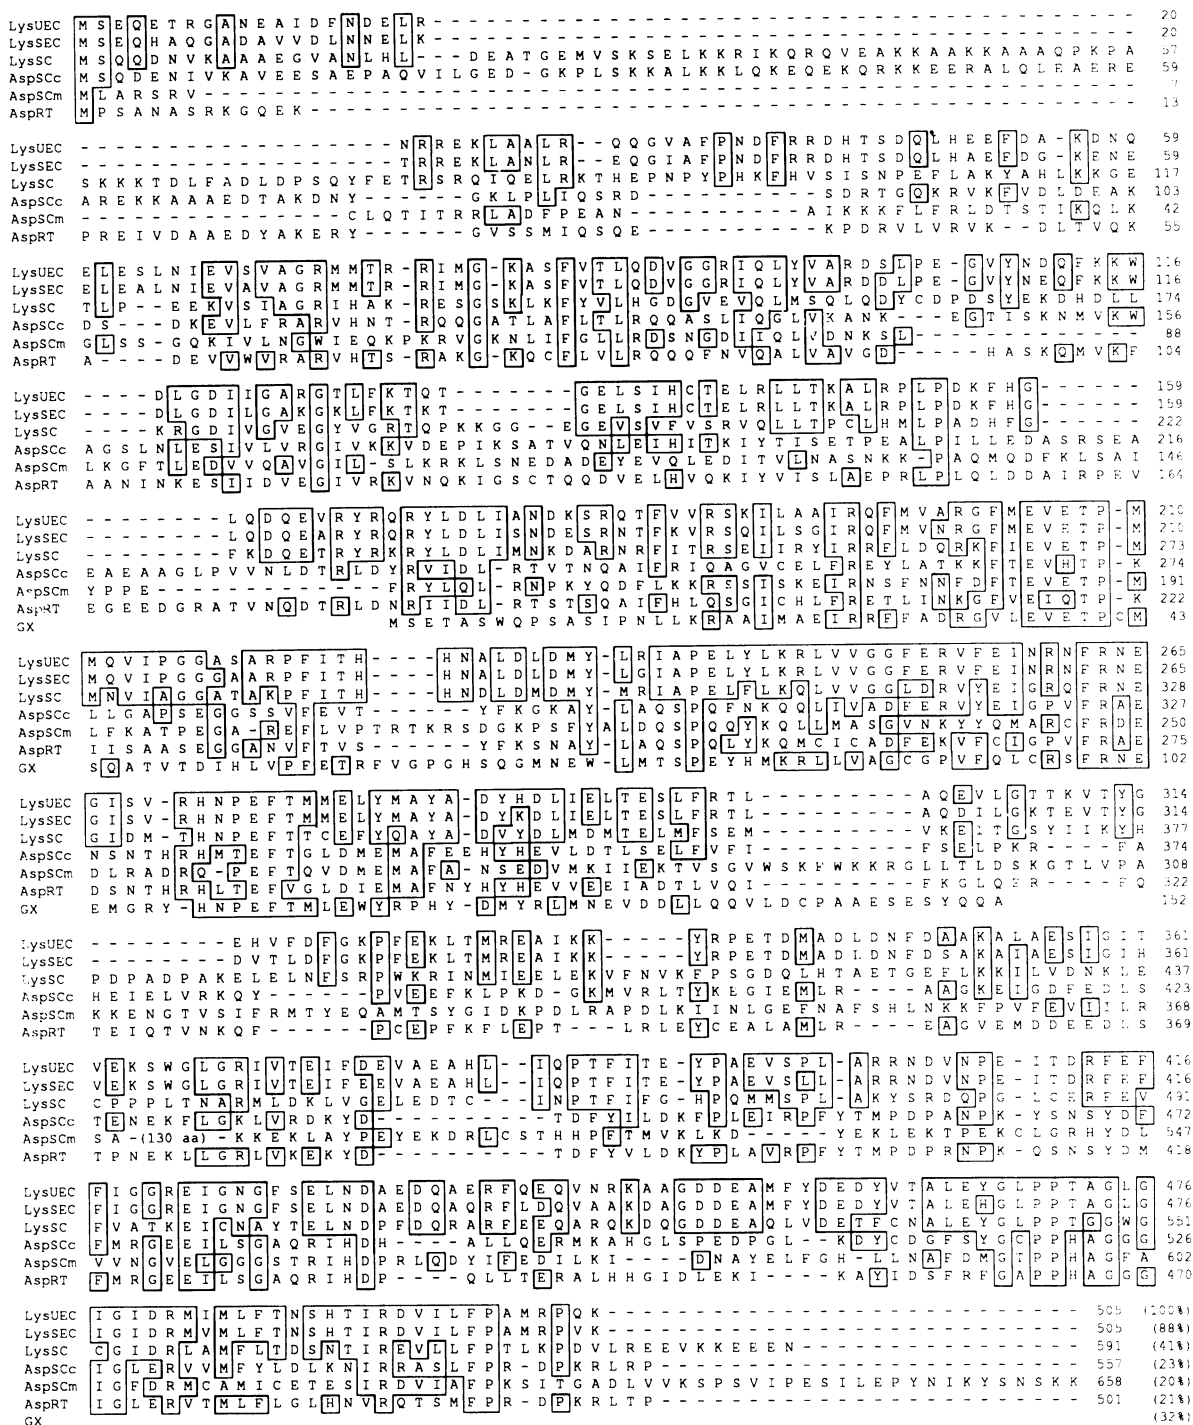 LysUEC M S E Q E T R G A N E A I D F N D E L R - - - - - - - - - - - - - - - - - - - - - - - - - - - - - - - - - - - - - - - - 20
LysSEC M S E Q H A Q G A D A V V D L N N E L K - - - - - - - - - - - - - - - - - - - - - - - - - - - - - - - - - - - - - - - - 20
LysSC M S Q Q D N V K A A A E G V A N L H L - - D E A T G E M V S K S E L K K R I K Q R Q V E A K K A A K K A A A Q P K P A 57
AspSCc M S Q D E N I V K A V E E S A E P A Q V I L G E D - G K P L S K K A L K K L Q K E Q E K Q R K K E E R A L Q L E A E R E 59
AspSCm M L A R S R V - - - - - - - - - - - - - - - - - - - - - - - - - - - - - - - - - - - - - - - - - - - - - - - - - - - - - 7
AspRT M P S A N A S R K G Q E K - - - - - - - - - - - - - - - - - - - - - - - - - - - - - - - - - - - - - - - - - - - - - - - 13
LysUEC - - - - - - - - - - - - - - - - - - N R R E K L A A L R - - Q Q G V A F P N D F R R D H T S D Q L H E E F D A - K D N Q 59
LysSEC - - - - - - - - - - - - - - - - - - T R R E K L A N L R - - E Q G I A F P N D F R R D H T S D Q L H A E F D G - K E N E 59
LysSC S K K K T D L F A D L D P S Q Y F E T R S R Q I Q E L R K T H E P N P Y P H K F H V S I S N P E F L A K Y A H L K K G E 117
AspSCc A R E K K A A A E D T A K D N Y - - - - - G K L P L I Q S R D - - - - - - - - S D R T G Q K R V K F V D L D E A K 103
AspSCm - - - - - - - - - - - - - - - C L Q T I T R R L A D F P E A N - - - - - - A I K K K F L F R L D T S T I K Q L K 42
AspRT P R E I V D A A E D Y A K E R Y - - - - - G V S S M I Q S Q E - - - - - - - K P D R V L V R V K - - D L T V Q K 55
LysUEC E L E S L N I E V S V A G R M M T R - R I M G - K A S F V T L Q D V G G R I Q L Y V A R D S L P E - G V Y N D Q F K K W 116
LysSEC E L E A L N I E V A V A G R M M T R - R I M G - K A S F V T L Q D V G G R I Q L Y V A R D D L P E - G V Y N E Q F K K W 116
LysSC T L P - E E K V S I A G R I H A K - R E S G S K L K F Y V L H G D G V E V Q L M S Q L Q D Y C D P D S Y E K D H D L L 174
AspSCc D S - - - D K E V L F R A R V H N T - R Q Q G A T L A F L T L R Q Q A S L I Q G L V K A N K - - E G T I S K N M V K W 156
AspSCm G L S S - G Q K I V L N G W I E Q K P K R V G K N L I F G L L R D S N G D I I Q L V D N K S L - - - - - - - - 88
AspRT A - - - D E V V W V R A R V H T S - R A K G - K Q C F L V L R Q Q Q F N V Q A L V A V G D - - - H A S K Q M V K F 104
LysUEC - - - - D L G D I I G A R G T L F K T Q T - - - - - - G E L S I H C T E L R L L T K A L R P L P D K F H G - - - - - - 159
LysSEC - - - - D L G D I I G A K G K L F K T K T - - - - - - G E L S I H C T E L R L L T K A L R P L P D K F H G - - - - - - 159
LysSC - - - - K R G D I V G V E G Y V G R T Q P K K G G - - E G E V S V F V S R V Q L L T P C L H M L P A D H F G - - - - - 222
AspSCc A G S L N L E S I V L V R G I V K K V D E P I K S A T V Q N L E I H I T K I Y T I S E T P E A L P I L L E D A S R S E A 216
AspSCm L K G F T L E D V V Q A V G I L - S L K R K L S N E D A D E Y E V Q L E D I T V L N A S N K K - P A Q M Q D F K L S A I 146
AspRT A A N I N K E S I I D V E G I V R K V N Q K I G S C T Q Q D V E L H V Q K I Y V I S L A E P R L P L Q L D D A I R P E V 164
LysUEC - - - - - - - - L Q D Q E V R Y R Q R Y L D L I A N D K S R Q T F V V R S K I L A A I R Q F M V A R G F M E V E T P - M 210
LysSEC - - - - - - - - L Q D Q E A R Y R Q R Y L D L I S N D E S R N T F K V R S Q I L S G I R Q F M V N R G F M E V E T P - M 210
LysSC - - - - - - - - F K D Q E T R Y R K R Y L D L I M N K D A R N R F I T R S E I I R Y I R R F L D Q R K F I E V E T P - M 273
AspSCc E A E A A G L P V V N L D T R L D Y R V I D L - R T V T N Q A I F R I Q A G V C E L F R E Y L A T K K F T E V H T P - K 274
AspSCm Y P P E - - - - - - - - - - - - F R Y L Q L - R N P K Y Q D F L K K R S S I S K E I R N S F N N F D F T E V E T P - M 191
AspRT E G E E D G R A T V N Q D T R L D N R I I D L - R T S T S Q A I F H L Q S G I C H L F R E T L I N K G F V E I Q T P - K 222
GX M S E T A S W Q P S A S I P N L L K R A A I M A E I R R F F A D R G V L E V E T P C M 43
LysUEC M Q V I P G G A S A R P F I T H - - - - H N A L D L D M Y - L R I A P E L Y L K R L V V G G F E R V F E I N R N F R N E 265
LysSEC M Q V I P G G G A A R P F I T H - - - - H N A L D L D M Y - L G I A P E L Y L K R L V V G G F E R V F E I N R N F R N E 265
LysSC M N V I A G G A T A K P F I T H - - - - H N D L D M D M Y - M R I A P E L F L K Q L V V G G L D R V Y E I G R Q F R N E 328
AspSCc L L G A P S E G G S S V F E V T - - - - Y F K G K A Y - L A Q S P Q F N K Q Q L I V A D F E R V Y E I G P V F R A E 327
AspSCm L F K A T P E G A - R E F L V P T R T K R S D G K P S F Y A L D Q S P Q Q Y K Q L L M A S G V N K Y Y Q M A R C F R D E 250
AspRT I I S A A S E G G A N V F T V S - - - - Y F K S N A Y - L A Q S P Q L Y K Q M C I C A D F E K V F C I G P V F R A E 275
GX S Q A T V T D I H L V P F E T R F V G P G H S Q G M N E W - L M T S P E Y H M K R L L V A G C G P V F Q L C R S F R N E 102
LysUEC G I S V - R H N P E F T M M E L Y M A Y A - D Y H D L I E L T E S L F R T L - - - - - - - A Q E V L G T T K V T Y G 314
LysSEC G I S V - R H N P E F T M M E L Y M A Y A - D Y K D L I E L T E S L F R T L - - - - - - - A Q D I L G K T E V T Y G 314
LysSC G I D M - T H N P E F T T C E F Y Q A Y A - D V Y D L M D M T E L M F S E M - - - - - - - V K E I T G S Y I I K Y H 377
AspSCc N S N T H R H M T E F T G L D M E M A F E E H Y H E V L D T L S E L F V F I - - - - - - - F S E L P K R - - - F A 374
AspSCm D L R A D R Q - P E F T Q V D M E M A F A - N S E D V M K I I E K T V S G V W S K F W K K R G L L T L D S K G T L V P A 308
AspRT D S N T H R H L T E F V G L D I E M A F N Y H Y H E V V E E I A D T L V Q I - - - - - - - F K G L Q E R - - - F Q 322
GX E M G R Y - H N P E F T M L E W Y R P H Y - D M Y R L M N E V D D L L Q Q V L D C P A A E S E S Y Q Q A 152
LysUEC - - - - - - - - E H V F D F G K P F E K L T M R E A I K K - - - - - Y R P E T D M A D L D N F D A A K A L A E S I G I T 361
LysSEC - - - - - - - - D V T L D F G K P F E K L T M R E A I K K - - - - - Y R P E T D M A D L D N F D S A K A I A E S I G I H 361
LysSC P D P A D P A K E L E L N F S R P W K R I N M I E E L E K V F N V K F P S G D Q L H T A E T G E F L K K I L V D N K L E 437
AspSCc H E I E L V R K Q Y - - - - - - P V E E F K L P K D - G K M V R L T Y K E G I E M L R - - - - A A G K E I G D F E D L S 423
AspSCm K K E N G T V S I F R M T Y E Q A M T S Y G I D K P D L R A P D L K I I N L G E F N A F S H L N K K F P V F E V I I L R 368
AspRT T E I Q T V N K Q F - - - - - - P C E P F K F L E P T - - - L R L E Y C E A L A M L R - - - - E A G V E M D D E E D L S 369
LysUEC V E K S W G L G R I V T E I F D E V A E A H L - - I Q P T F I T E - Y P A E V S P L - A R R N D V N P E - I T D R F E F 416
LysSEC V E K S W G L G R I V T E I F E E V A E A H L - - I Q P T F I T E - Y P A E V S L L - A R R N D V N P E - I T D R F E F 416
LysSC C P P P L T N A R M L D K L V G E L E D T C - - - I N P T F I F G - H P Q M M S P L - A K Y S R D Q P G - L C E R F E V 491
AspSCc T E N E K F L G K L V R D K Y D - - - - - - - - - T D F Y I L D K F P L E I R P F Y T M P D P A N P K - Y S N S Y D F 472
AspSCm S A - (130 aa) - K K E K L A Y P E Y E K D R L C S T H H P F T M V K L K D - - - - Y E K L E K T P E K C L G R H Y D L 547
AspRT T P N E K L L G R L V K E K Y D - - - - - - - - - T D F Y V L D K Y P L A V R P F Y T M P D P R N P K - Q S N S Y D M 418
LysUEC F I G G R E I G N G F S E L N D A E D Q A E R F Q E Q V N R K A A G D D E A M F Y D E D Y V T A L E Y G L P P T A G L G 476
LysSEC F I G G R E I G N G F S E L N D A E D Q A Q R F L D Q V A A K D A G D D E A M F Y D E D Y V T A L E H G L P P T A G L G 476
LysSC F V A T K E I C N A Y T E L N D P F D Q R A R F E E Q A R Q K D Q G D D E A Q L V D E T F C N A L E Y G L P P T G G W G 551
AspSCc F M R G E E I L S G A Q R I H D H - - - A L L Q E R M K A H G L S P E D P G L - - K D Y C D G F S Y G C P P H A G G G 526
AspSCm V V N G V E L G G G S T R I H D P R L Q D Y I F E D I L K I - - - D N A Y E L F G H - L L N A F D M G T P P H A G F A 602
AspRT F M R G E E I L S G A Q R I H D P - - - Q L L T E R A L H H G I D L E K I - - - K A Y I D S F R F G A P P H A G G G 470
LysUEC I G I D R M I M L F T N S H T I R D V I L F P A M R P Q K - - - - - - - - - - - - - - - - - - - - - - - - - - - 505 (100%)
LysSEC I G I D R M V M L F T N S H T I R D V I L F P A M R P V K - - - - - - - - - - - - - - - - - - - - - - - - - - - 505 (88%)
LysSC C G I D R L A M F L T D S N T I R E V L L F P T L K P D V L R E E V K K E E E N - - - - - - - - - - - - - - - - 591 (41%)
AspSCc I G L E R V V M F Y L D L K N I R R A S L F P R - D P K R L R P - - - - - - - - - - - - - - - - - - - - - - - - 557 (23%)
AspSCm I G F D R M C A M I C E T E S I R D V I A F P K S I T G A D L V V K S P S V I P E S I L E P Y N I K Y S N S K K 658 (20%)
AspRT I G L E R V T M L F L G L H N V R Q T S M F P R - D P K R L T P - - - - - - - - - - - - - - - - - - - - - - - - 501 (21%)
GX (32%)